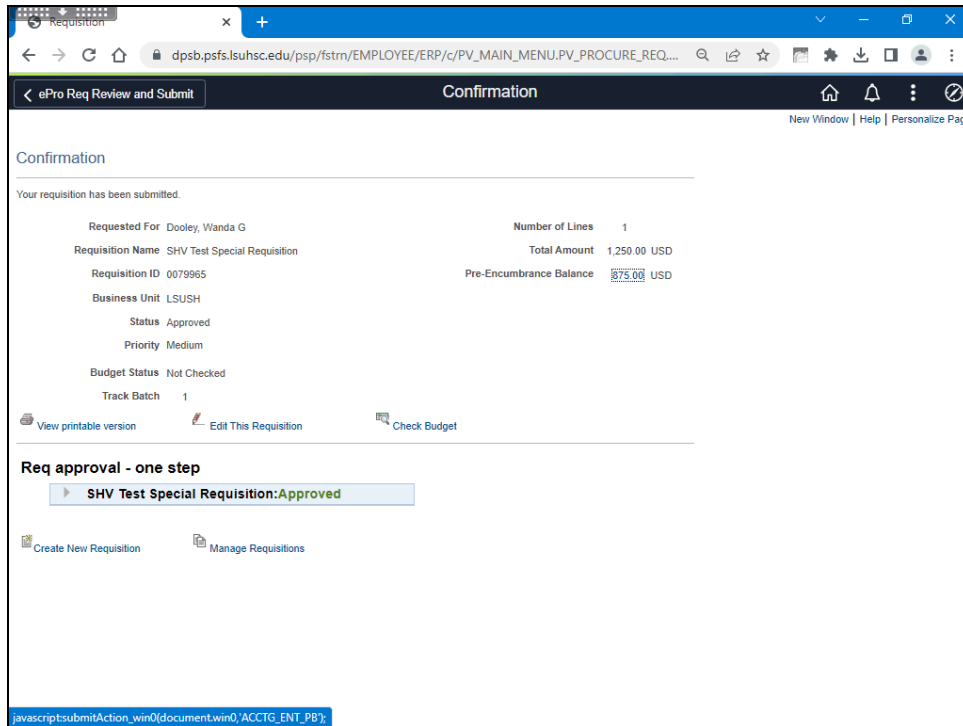 Requisition
dpsb.psfs.lsuhsc.edu/psp/fstrn/EMPLOYEE/ERP/c/PV_MAIN_MENU.PV_PROCURE_REQ....
ePro Req Review and Submit
Confirmation
New Window | Help | Personalize Pag
Confirmation
Your requisition has been submitted.
Requested For Dooley, Wanda G Number of Lines 1
Requisition Name SHV Test Special Requisition Total Amount 1,250.00 USD
Requisition ID 0079965 Pre-Encumbrance Balance 875.00 USD
Business Unit LSUSH
Status Approved
Priority Medium
Budget Status Not Checked
Track Batch 1
View printable version Edit This Requisition Check Budget
Req approval - one step
SHV Test Special Requisition:Approved
Create New Requisition Manage Requisitions
javascript:submitAction_win0(document.win0,'ACCTG_ENT_PB');